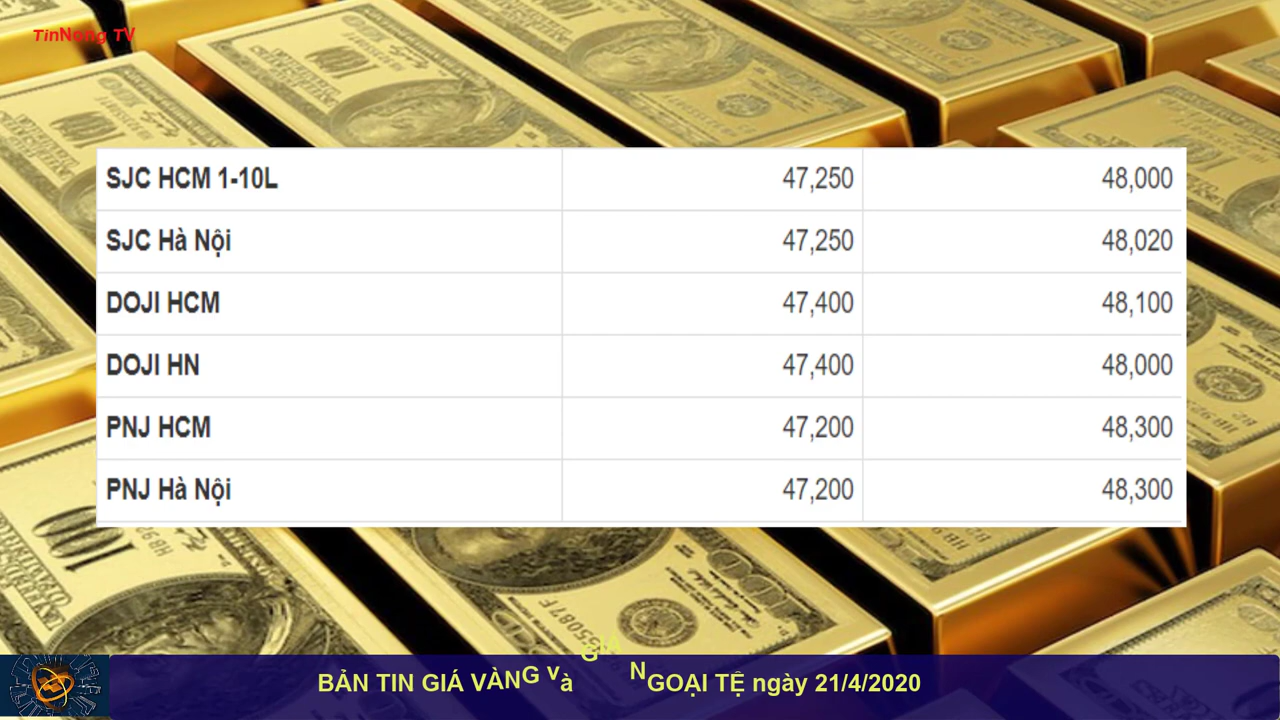 TinNong TV
SJC HCM 1-10L 47,250 48,000
SJC Hà Nội 47,250 48,020
DOJI HCM 47,400 48,100
DOJI HN 47,400 48,000
PNJ HCM 47,200 48,300
PNJ Hà Nội 47,200 48,300
BẢN TIN GIÁ VÀNG và GIÁ NGOẠI TỆ ngày 21/4/2020